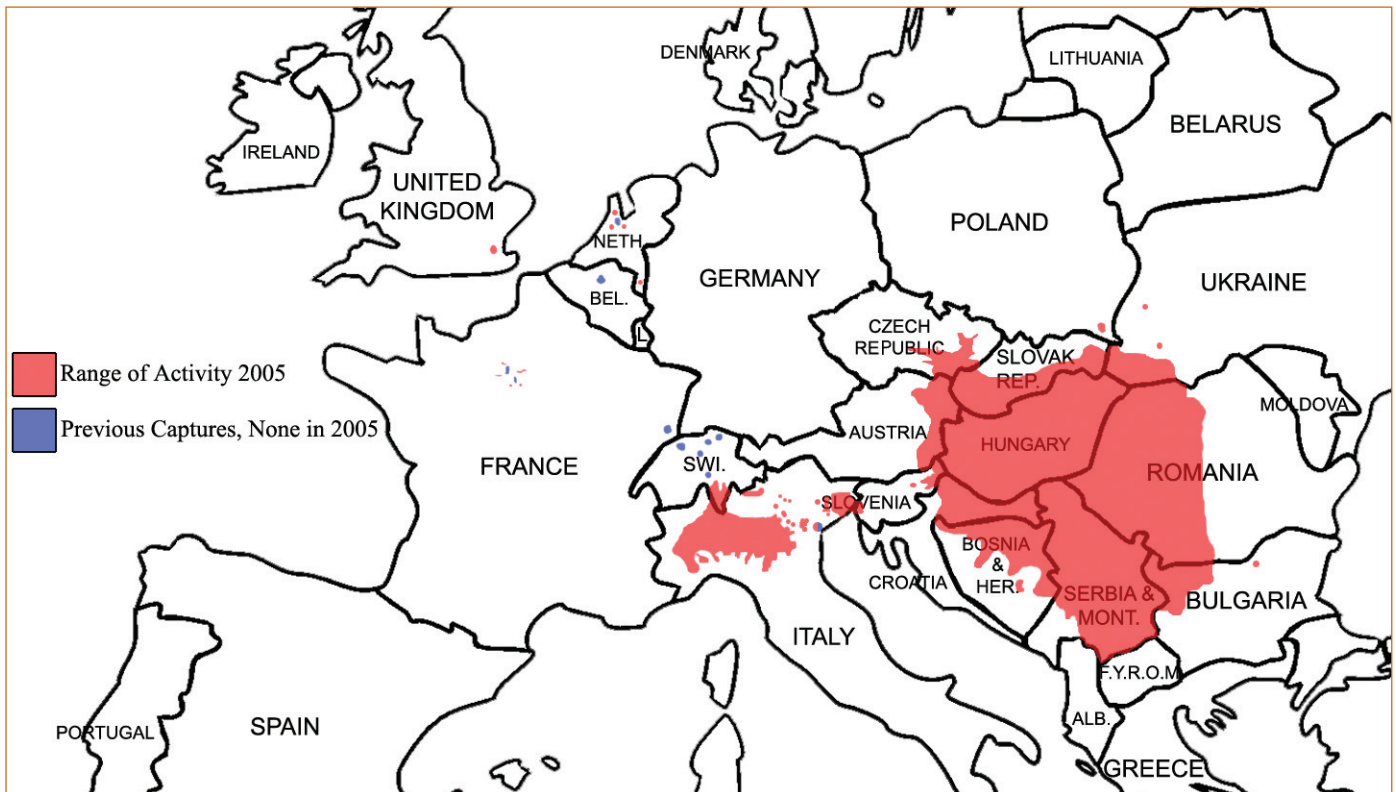 DENMARK
LITHUANIA
BELARUS
IRELAND
UNITED
KINGDOM
POLAND
NETH
GERMANY
UKRAINE
BEL.
L
CZECH
REPUBLIC
SLOVAK
REP.
Range of Activity 2005
Previous Captures, None in 2005
MOLDOVA
AUSTRIA
HUNGARY
FRANCE
SWI.
ROMANIA
SLOVENIA
BOSNIA
&
HER.
CROATIA
SERBIA &
MONT.
BULGARIA
ITALY
F.Y.R.O.M
ALB.
PORTUGAL
SPAIN
GREECE